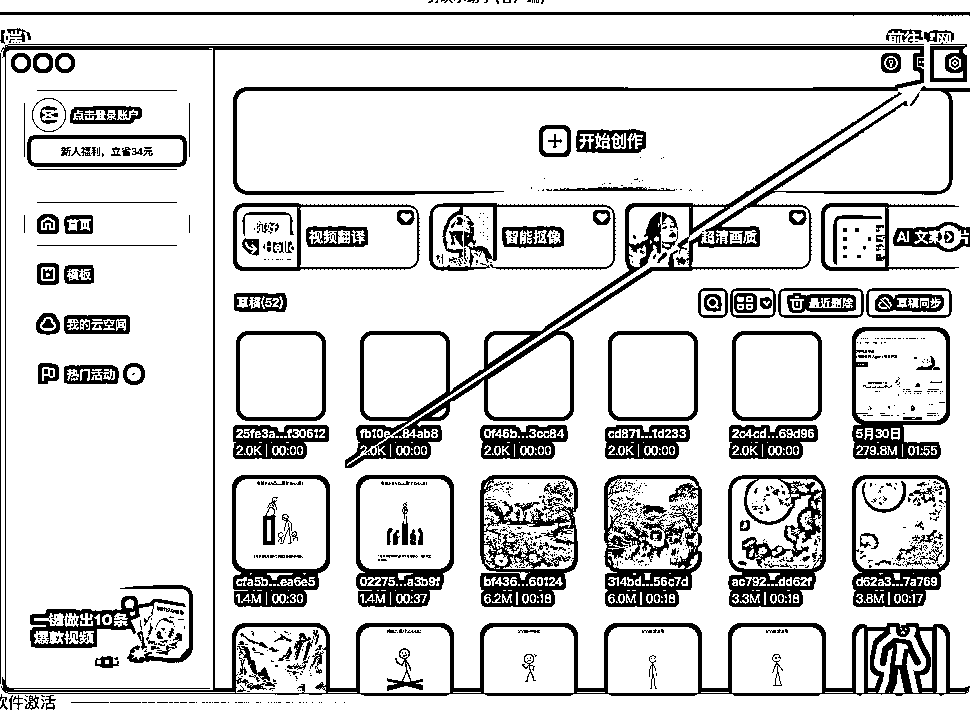 前往官网
点击登录账户
新人福利，立省34元
首页
模板
我的云空间
热门活动
一键做出10条
爆款视频
开始创作
视频翻译
智能抠像
超清画质
草稿(52)
最近删除
草稿同步
25fe3a...f30612
2.0K | 00:00
fb10e...84ab8
2.0K | 00:00
0f46b...3cc84
2.0K | 00:00
cd871...1d233
2.0K | 00:00
2c4cd...69d96
2.0K | 00:00
5月30日
279.8M | 01:55
cfa5b...ea6e5
1.4M | 00:30
02275...a3b9f
1.4M | 00:37
bf436...60124
6.2M | 00:18
314bd...56c7d
6.0M | 00:18
ac792...dd62f
3.3M | 00:18
d62a3...7a769
3.8M | 00:17
软件激活